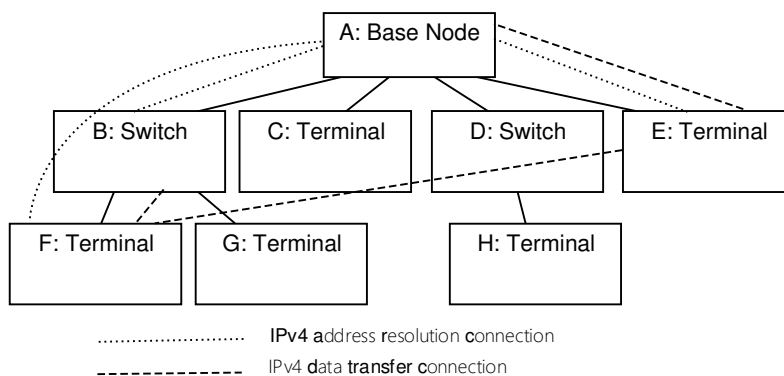 A: Base Node
B: Switch
C: Terminal
D: Switch
E: Terminal
F: Terminal
G: Terminal
H: Terminal
IPv4 address resolution connection
IPv4 data transfer connection